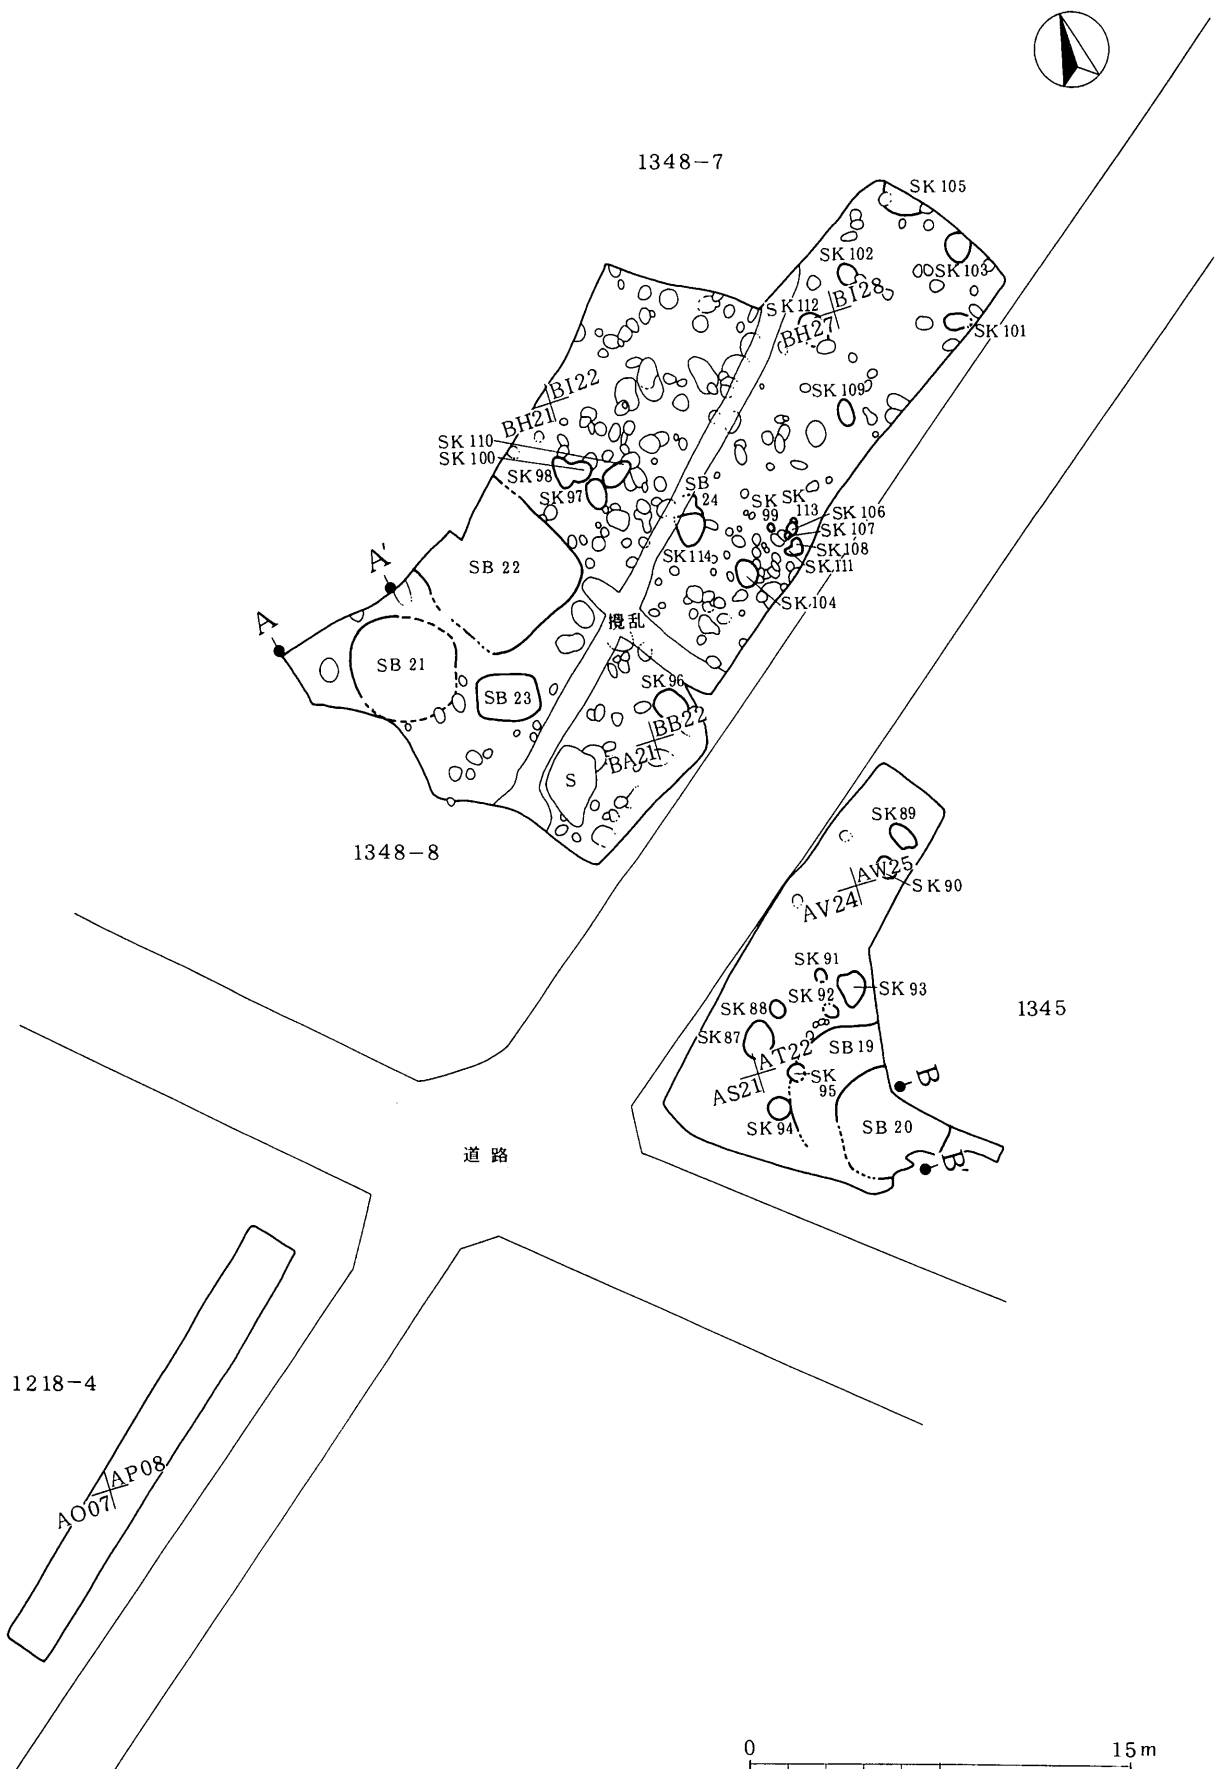 1348-7
SK 105
SK 102
SK 103
SK 112
BI28
BH27
SK 101
BI22
BH21
SK 109
SK 110
SK 100
SK 98
SK 97
SB
24
SK
99
SK
113
SK 106
SK 107
SK 108
SK 111
SK 114
SK 104
A'
A
SB 22
攪乱
SB 21
SB 23
SK 96
BB22
BA21
S
1348-8
SK 89
AW25
SK 90
AV24
SK 91
SK 92
SK 93
SK 88
SK 87
1345
SB 19
AT22
AS21
SK
95
SK 94
SB 20
B
B'
道路
1218-4
AP08
AO07
0
15m